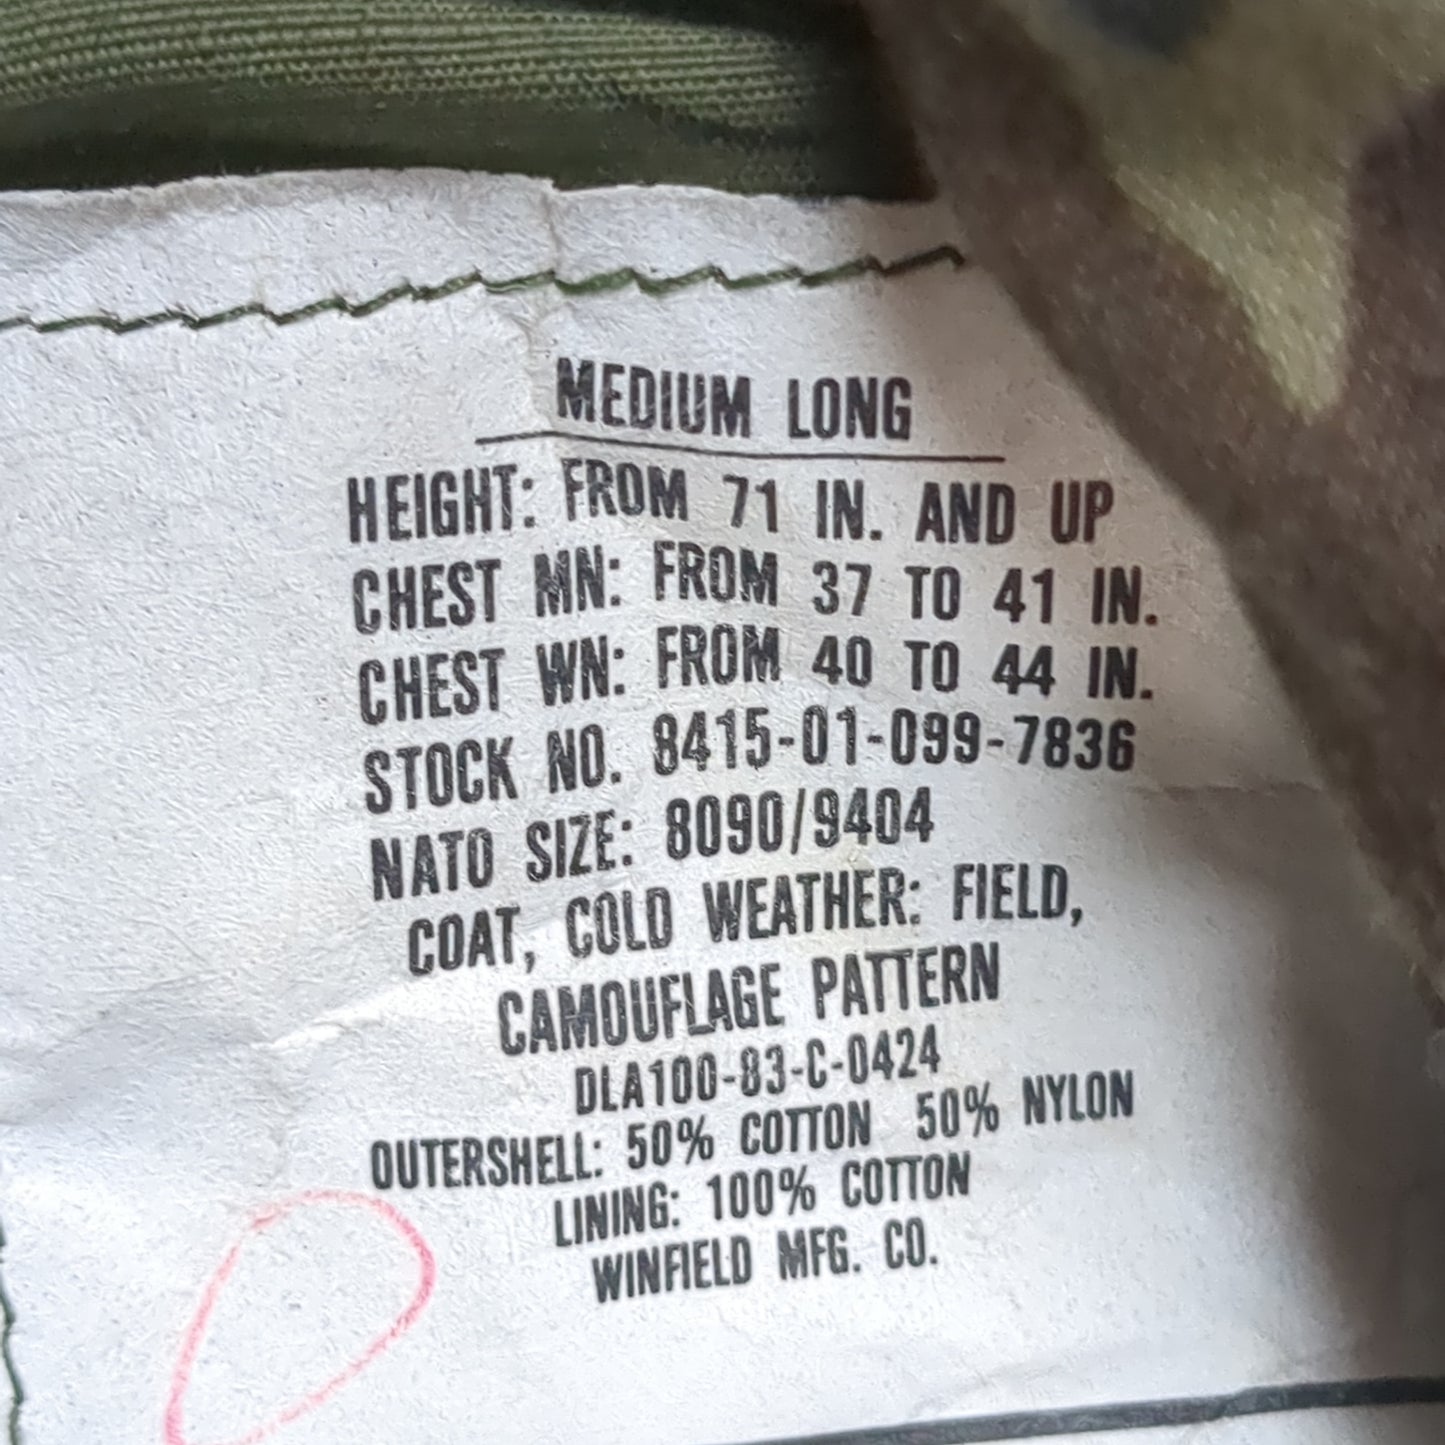 MEDIUM LONG
HEIGHT: FROM 71 IN. AND UP
CHEST MN: FROM 37 TO 41 IN.
CHEST WN: FROM 40 TO 44 IN.
STOCK NO. 8415-01-099-7836
NATO SIZE: 8090/9404
COAT, COLD WEATHER: FIELD,
CAMOUFLAGE PATTERN
DLA100-83-C-0424
OUTERSHELL: 50% COTTON 50% NYLON
LINING: 100% COTTON
WINFIELD MFG. CO.